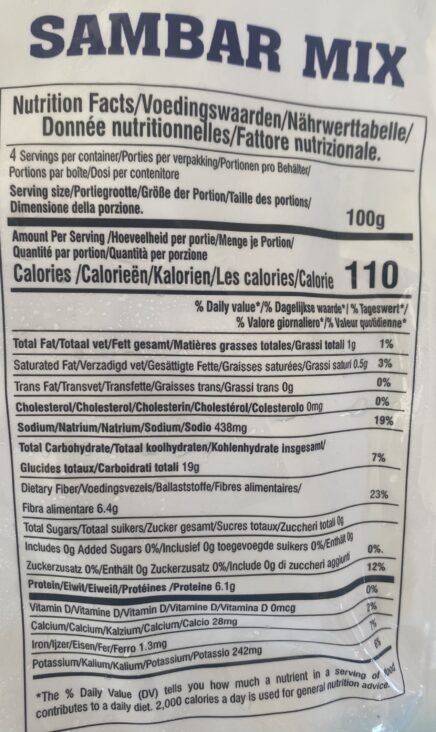 SAMBAR MIX
Nutrition Facts/Voedingswaarden/Nährwerttabelle/
Donnée nutritionnelles/Fattore nutrizionale.
4 Servings per container/Porties per verpakking/Portionen pro Behälter/
Portions par boîte/Dosi per contenitore
Serving size/Portiegrootte/Größe der Portion/Taille des portions/
Dimensione della porzione.
100g
Amount Per Serving /Hoeveelheid per portie/Menge je Portion/
Quantité par portion/Quantità per porzione
Calories /Calorieën/Kalorien/Les calories/Calorie 110
% Daily value*/% Dagelijkse waarde*/ % Tageswert*/
% Valore giornaliero*/% Valeur quotidienne*
Total Fat/Totaal vet/Fett gesamt/Matières grasses totales/Grassi totali 1g 1%
Saturated Fat/Verzadigd vet/Gesättigte Fette/Graisses saturées/Grassi saturi 0.5g 3%
Trans Fat/Transvet/Transfette/Graisses trans/Grassi trans 0g 0%
Cholesterol/Cholesterol/Cholesterin/Cholestérol/Colesterolo 0mg 0%
Sodium/Natrium/Natrium/Sodium/Sodio 438mg 19%
Total Carbohydrate/Totaal koolhydraten/Kohlenhydrate insgesamt/
Glucides totaux/Carboidrati totali 19g 7%
Dietary Fiber/Voedingsvezels/Ballaststoffe/Fibres alimentaires/
Fibra alimentare 6.4g 23%
Total Sugars/Totaal suikers/Zucker gesamt/Sucres totaux/Zuccheri totali 0g
Includes 0g Added Sugars 0%/Inclusief 0g toegevoegde suikers 0%/Enthält 0g
Zuckerzusatz 0%/Enthält 0g Zuckerzusatz 0%/Include 0g di zuccheri aggiunti 0%.
Protein/Eiwit/Eiweiß/Protéines /Proteine 6.1g 12%
Vitamin D/Vitamine D/Vitamin D/Vitamine D/Vitamina D 0mcg 0%
Calcium/Calcium/Kalzium/Calcium/Calcio 28mg 2%
Iron/Ijzer/Eisen/Fer/Ferro 1.3mg 7%
Potassium/Kalium/Kalium/Potassium/Potassio 242mg 6%
*The % Daily Value (DV) tells you how much a nutrient in a serving of food
contributes to a daily diet. 2,000 calories a day is used for general nutrition advice.